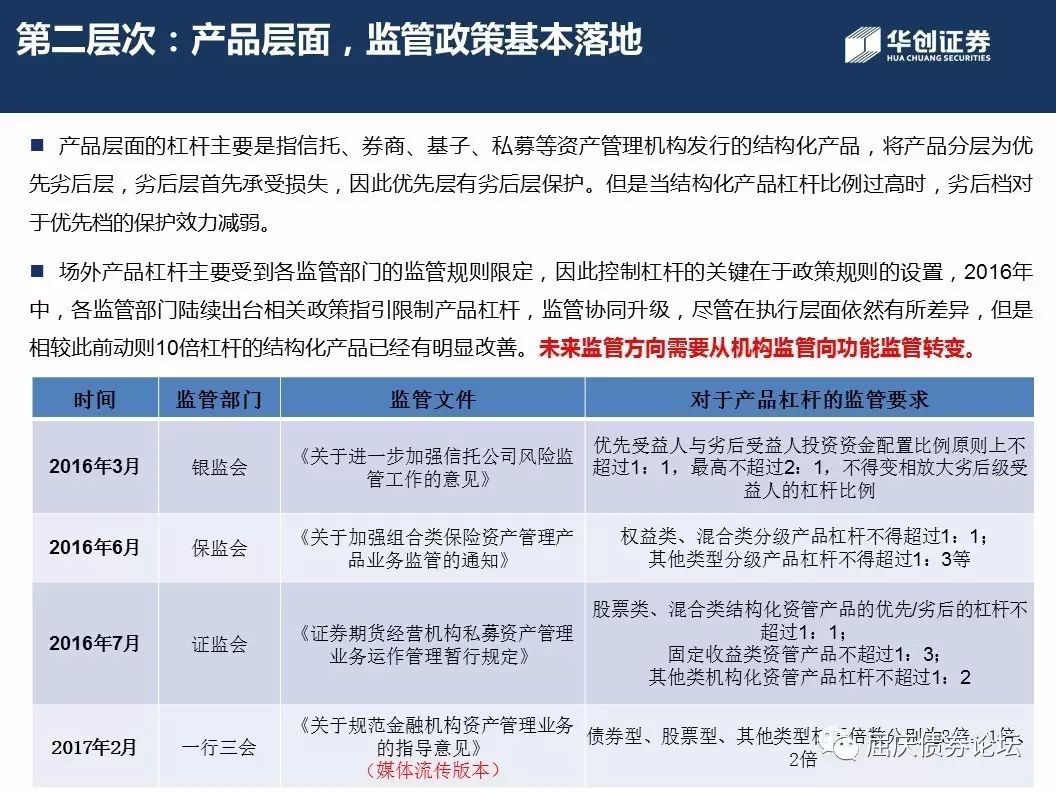 第二层次：产品层面，监管政策基本落地
华创证券
HUA CHUANG SECURITIES
■ 产品层面的杠杆主要是指信托、券商、基子、私募等资产管理机构发行的结构化产品，将产品分层为优
先劣后层，劣后层首先承受损失，因此优先层有劣后层保护。但是当结构化产品杠杆比例过高时，劣后档对
于优先档的保护效力减弱。
■ 场外产品杠杆主要受到各监管部门的监管规则限定，因此控制杠杆的关键在于政策规则的设置，2016年
中，各监管部门陆续出台相关政策指引限制产品杠杆，监管协同升级，尽管在执行层面依然有所差异，但是
相较此前动则10倍杠杆的结构化产品已经有明显改善。未来监管方向需要从机构监管向功能监管转变。
时间 监管部门 监管文件 对于产品杠杆的监管要求
2016年3月
银监会
《关于进一步加强信托公司风险监
管工作的意见》
优先受益人与劣后受益人投资资金配置比例原则上不
超过1：1，最高不超过2：1，不得变相放大劣后级受
益人的杠杆比例
2016年6月
保监会
《关于加强组合类保险资产管理产
品业务监管的通知》
权益类、混合类分级产品杠杆不得超过1：1；
其他类型分级产品杠杆不得超过1：3等
2016年7月
证监会
《证券期货经营机构私募资产管理
业务运作管理暂行规定》
股票类、混合类结构化资管产品的优先/劣后的杠杆不
超过1：1；
固定收益类资管产品不超过1：3；
其他类机构化资管产品杠杆不超过1：2
2017年2月
一行三会
《关于规范金融机构资产管理业务
的指导意见》
（媒体流传版本）
债券型、股票型、其他类型杠杆倍数分别为3倍、1倍、
2倍
屈庆债券论坛